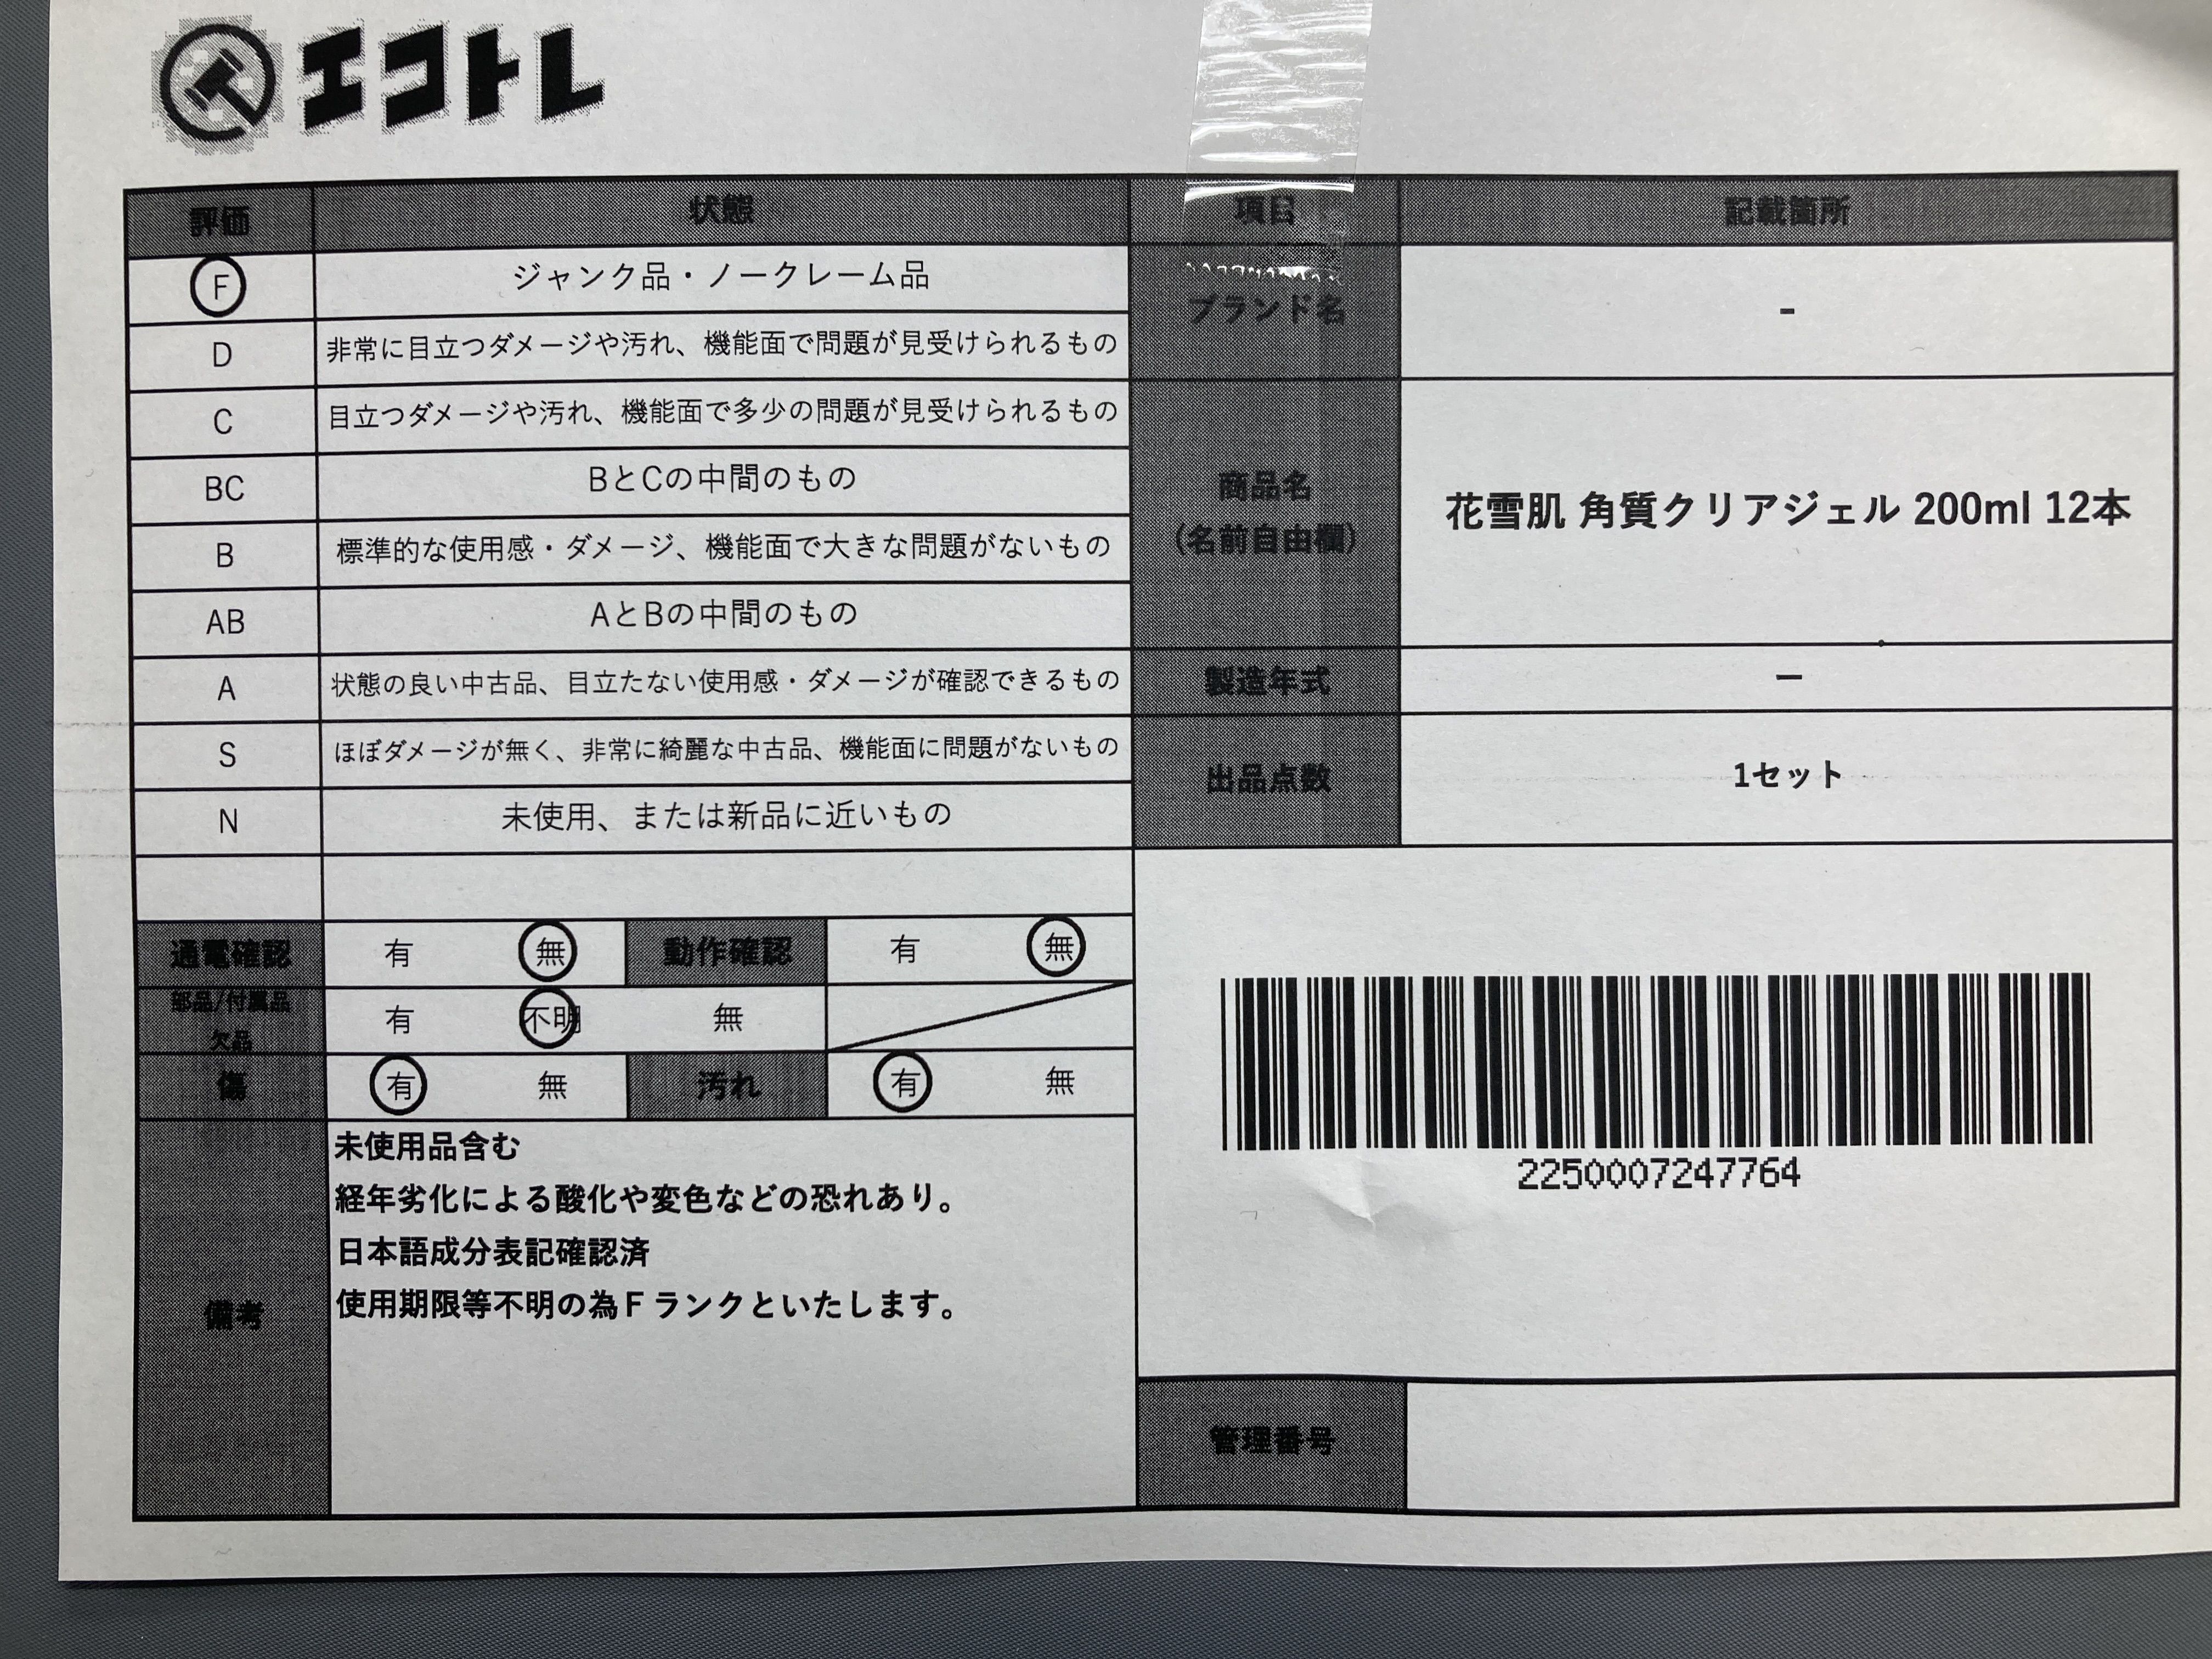 エコトレ
評価 状態 項目 記載箇所
F ジャンク品・ノークレーム品
D 非常に目立つダメージや汚れ、機能面で問題が見受けられるもの
ブランド名 -
C 目立つダメージや汚れ、機能面で多少の問題が見受けられるもの
BC BとCの中間のもの
B 標準的な使用感・ダメージ、機能面で大きな問題がないもの
AB AとBの中間のもの
商品名
(名前自由欄)
花雪肌 角質クリアジェル 200ml 12本
A 状態の良い中古品、目立たない使用感・ダメージが確認できるもの
製造年式 ー
S ほぼダメージが無く、非常に綺麗な中古品、機能面に問題がないもの
N 未使用、または新品に近いもの
出品点数 1セット
通電確認 有 無 動作確認 有 無
部品/付属品
欠品
有 不明 無
傷 有 無 汚れ 有 無
備考
未使用品含む
経年劣化による酸化や変色などの恐れあり。
日本語成分表記確認済
使用期限等不明の為Fランクといたします。
2250007247764
管理番号